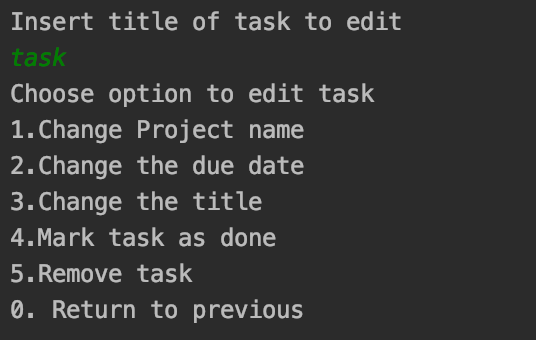 Insert title of task to edit
task
Choose option to edit task
1.Change Project name
2.Change the due date
3.Change the title
4.Mark task as done
5.Remove task
0. Return to previous